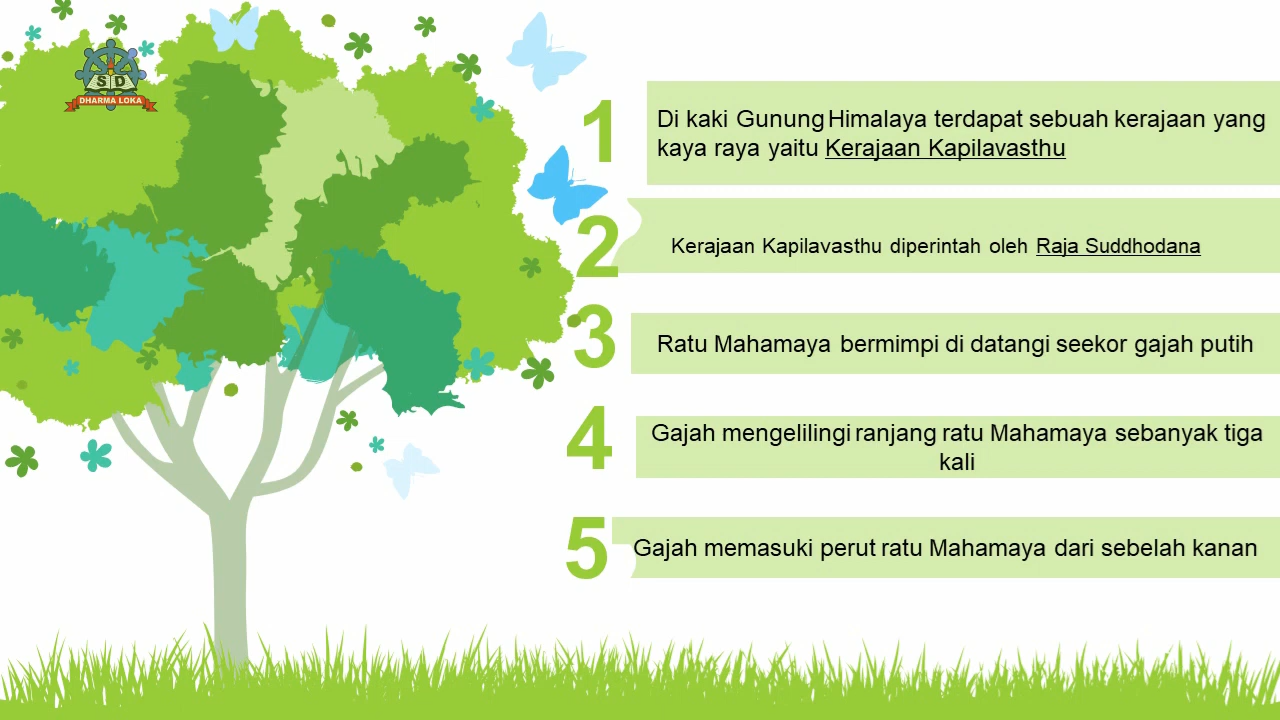 S D
DHARMA LOKA
1
Di kaki Gunung Himalaya terdapat sebuah kerajaan yang
kaya raya yaitu Kerajaan Kapilavasthu
2
Kerajaan Kapilavasthu diperintah oleh Raja Suddhodana
3
Ratu Mahamaya bermimpi di datangi seekor gajah putih
4
Gajah mengelilingi ranjang ratu Mahamaya sebanyak tiga
kali
5
Gajah memasuki perut ratu Mahamaya dari sebelah kanan